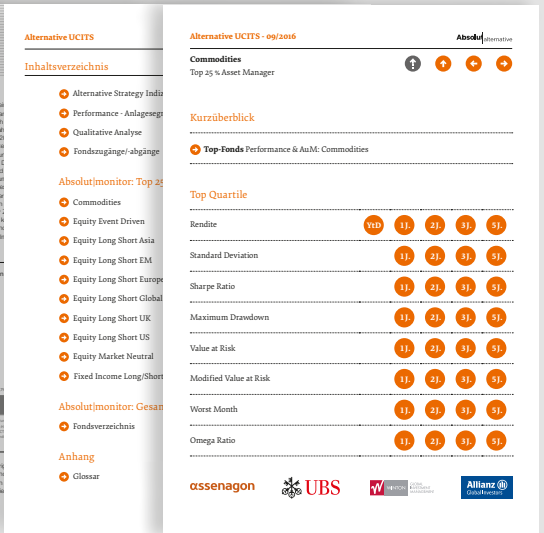 Alternative UCITS
Inhaltsverzeichnis
Alternative Strategy
Performance - 
Qualitative Analyse
Fondszugänge/-abgänge
Absolut|monitor: Top
Commodities
Equity Event Driven
Equity Long Short Asia
Equity Long Short EM
Equity Long Short Europe
Equity Long Short Global
Equity Long Short UK
Equity Long Short US
Equity Market Neutral
Fixed Income Long/Short
Absolut|monitor:
Fondsverzeichnis
Anhang
Glossar
Alternative UCITS - 09/2016
Absolut|alternative
Commodities
Top 25 % Asset Manager
Kurzüberblick
Top-Fonds Performance & AuM: Commodities
Top Quartile
Rendite YtD 1J. 2J. 3J. 5J.
Standard Deviation 1J. 2J. 3J. 5J.
Sharpe Ratio 1J. 2J. 3J. 5J.
Maximum Drawdown 1J. 2J. 3J. 5J.
Value at Risk 1J. 2J. 3J. 5J.
Modified Value at Risk 1J. 2J. 3J. 5J.
Worst Month 1J. 2J. 3J. 5J.
Omega Ratio 1J. 2J. 3J. 5J.
assenagon UBS Allianz
Global Investors